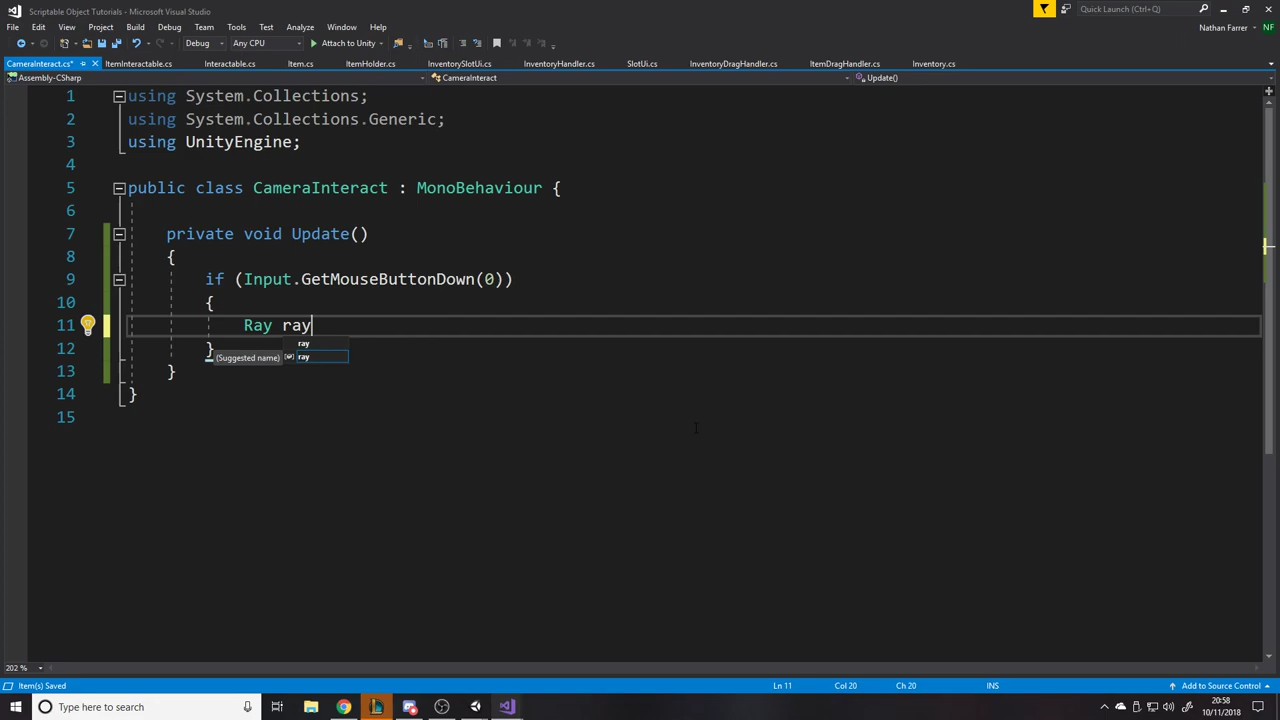 Scriptable Object Tutorials - Microsoft Visual Studio
Quick Launch (Ctrl+Q)
File Edit View Project Build Debug Team Tools Test Analyze Window Help
Nathan Farrer NF
Debug Any CPU Attach to Unity
CameraInteract.cs* ItemInteractable.cs Interactable.cs Item.cs ItemHolder.cs InventorySlotUi.cs InventoryHandler.cs SlotUi.cs InventoryDragHandler.cs ItemDragHandler.cs Inventory.cs
Assembly-CSharp CameraInteract Update()
1 using System.Collections;
2 using System.Collections.Generic;
3 using UnityEngine;
4
5 public class CameraInteract : MonoBehaviour {
6
7 private void Update()
8 {
9 if (Input.GetMouseButtonDown(0))
10 {
11 Ray ray
ray
12 }
(Suggested name) ray
13 }
14 }
15
202 %
Item(s) Saved Ln 11 Col 20 Ch 20 INS Add to Source Control
Type here to search
20:58
10/11/2018